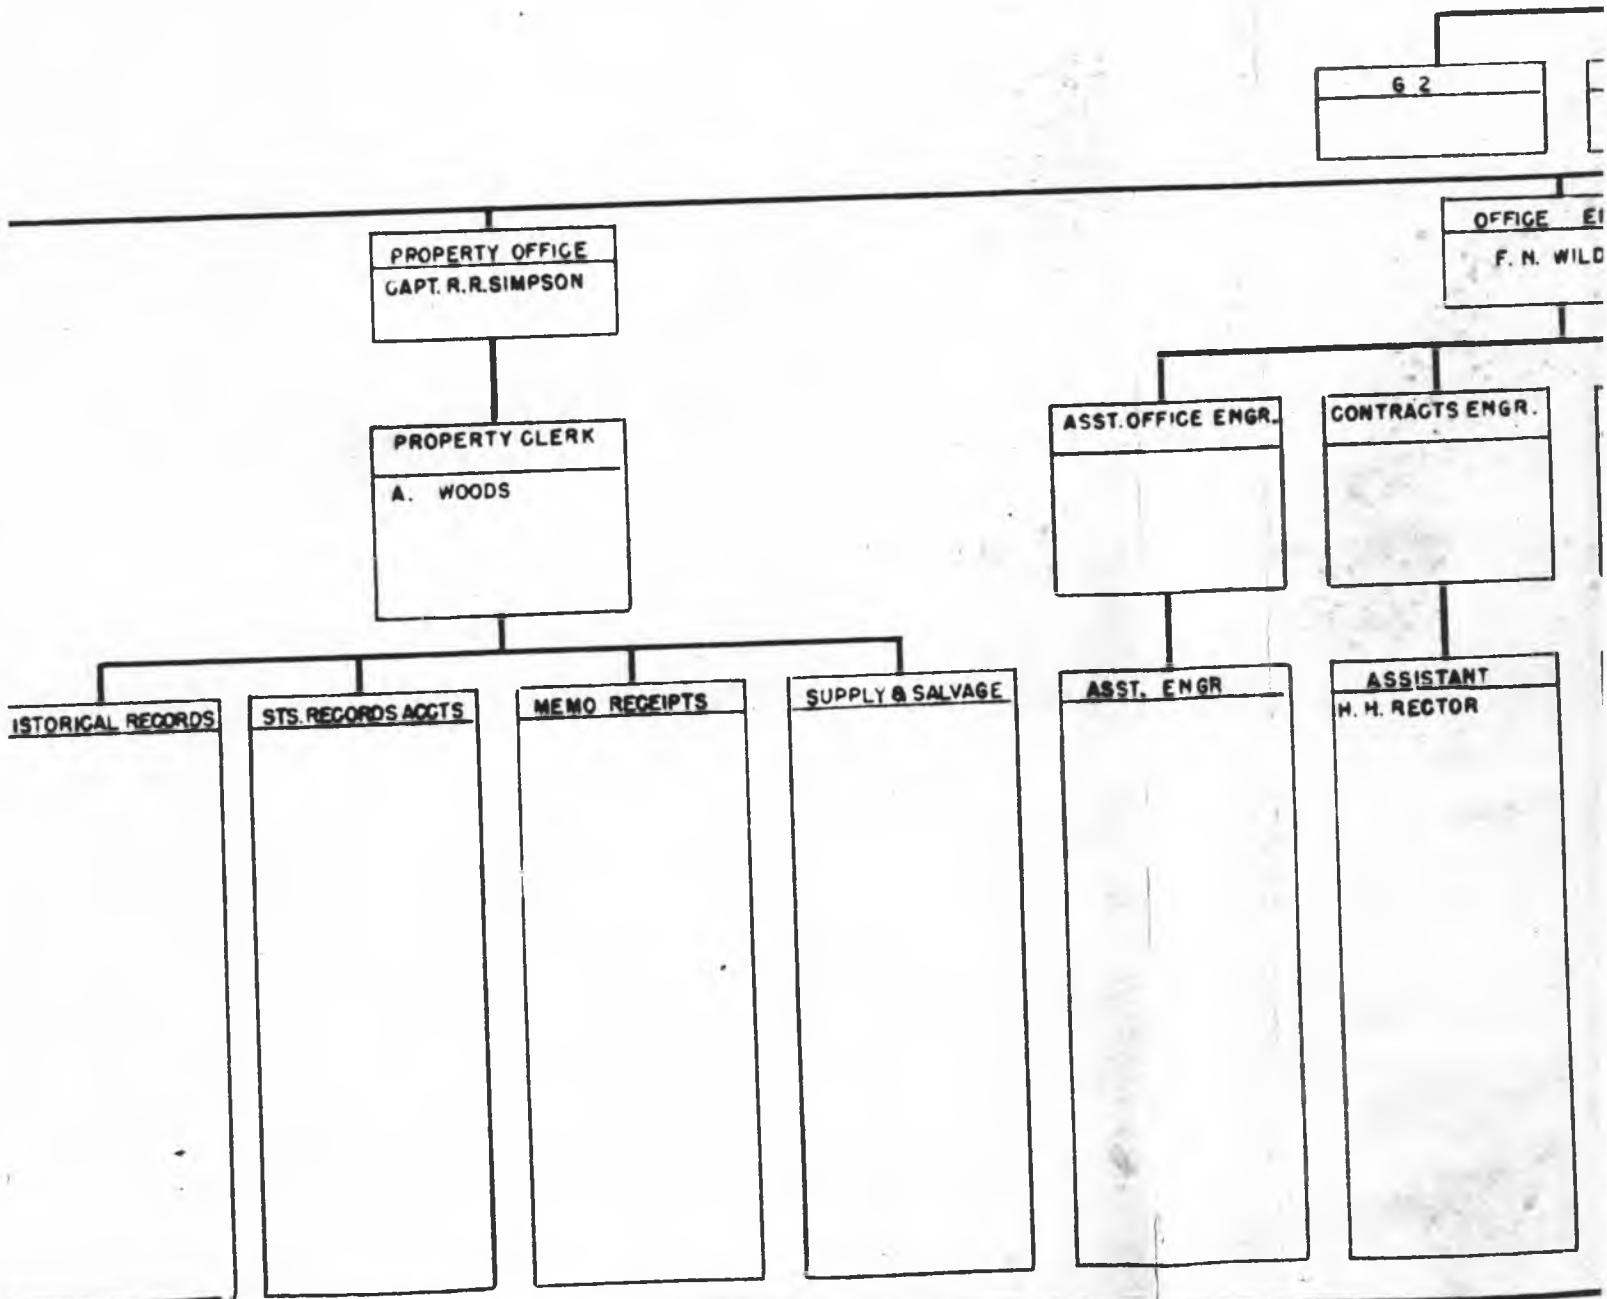 G 2
PROPERTY OFFICE
CAPT. R.R. SIMPSON
OFFICE
F. N. WILD
PROPERTY CLERK
A. WOODS
ASST. OFFICE ENGR.
CONTRACTS ENGR.
ISTORICAL RECORDS
STS. RECORDS ACCTS
MEMO RECEIPTS
SUPPLY & SALVAGE
ASST. ENGR
ASSISTANT
H. H. RECTOR